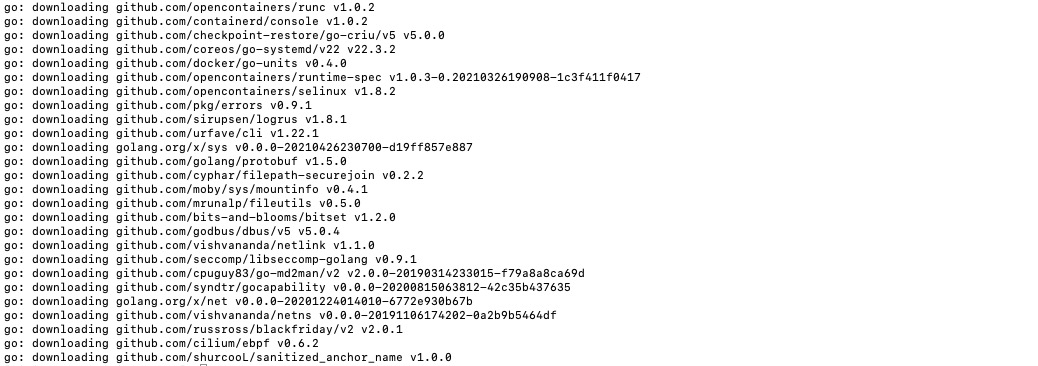 go: downloading github.com/opencontainers/runc v1.0.2
go: downloading github.com/containerd/console v1.0.2
go: downloading github.com/checkpoint-restore/go-criu/v5 v5.0.0
go: downloading github.com/coreos/go-systemd/v22 v22.3.2
go: downloading github.com/docker/go-units v0.4.0
go: downloading github.com/opencontainers/runtime-spec v1.0.3-0.20210326190908-1c3f411f0417
go: downloading github.com/opencontainers/selinux v1.8.2
go: downloading github.com/pkg/errors v0.9.1
go: downloading github.com/sirupsen/logrus v1.8.1
go: downloading github.com/urfave/cli v1.22.1
go: downloading golang.org/x/sys v0.0.0-20210426230700-d19ff857e887
go: downloading github.com/golang/protobuf v1.5.0
go: downloading github.com/cyphar/filepath-securejoin v0.2.2
go: downloading github.com/moby/sys/mountinfo v0.4.1
go: downloading github.com/mrunalp/fileutils v0.5.0
go: downloading github.com/bits-and-blooms/bitset v1.2.0
go: downloading github.com/godbus/dbus/v5 v5.0.4
go: downloading github.com/vishvananda/netlink v1.1.0
go: downloading github.com/seccomp/libseccomp-golang v0.9.1
go: downloading github.com/cpuguy83/go-md2man/v2 v2.0.0-20190314233015-f79a8a8ca69d
go: downloading github.com/syndtr/gocapability v0.0.0-20200815063812-42c35b437635
go: downloading golang.org/x/net v0.0.0-20201224014010-6772e930b67b
go: downloading github.com/vishvananda/netns v0.0.0-20191106174202-0a2b9b5464df
go: downloading github.com/russross/blackfriday/v2 v2.0.1
go: downloading github.com/cilium/ebpf v0.6.2
go: downloading github.com/shurcooL/sanitized_anchor_name v1.0.0